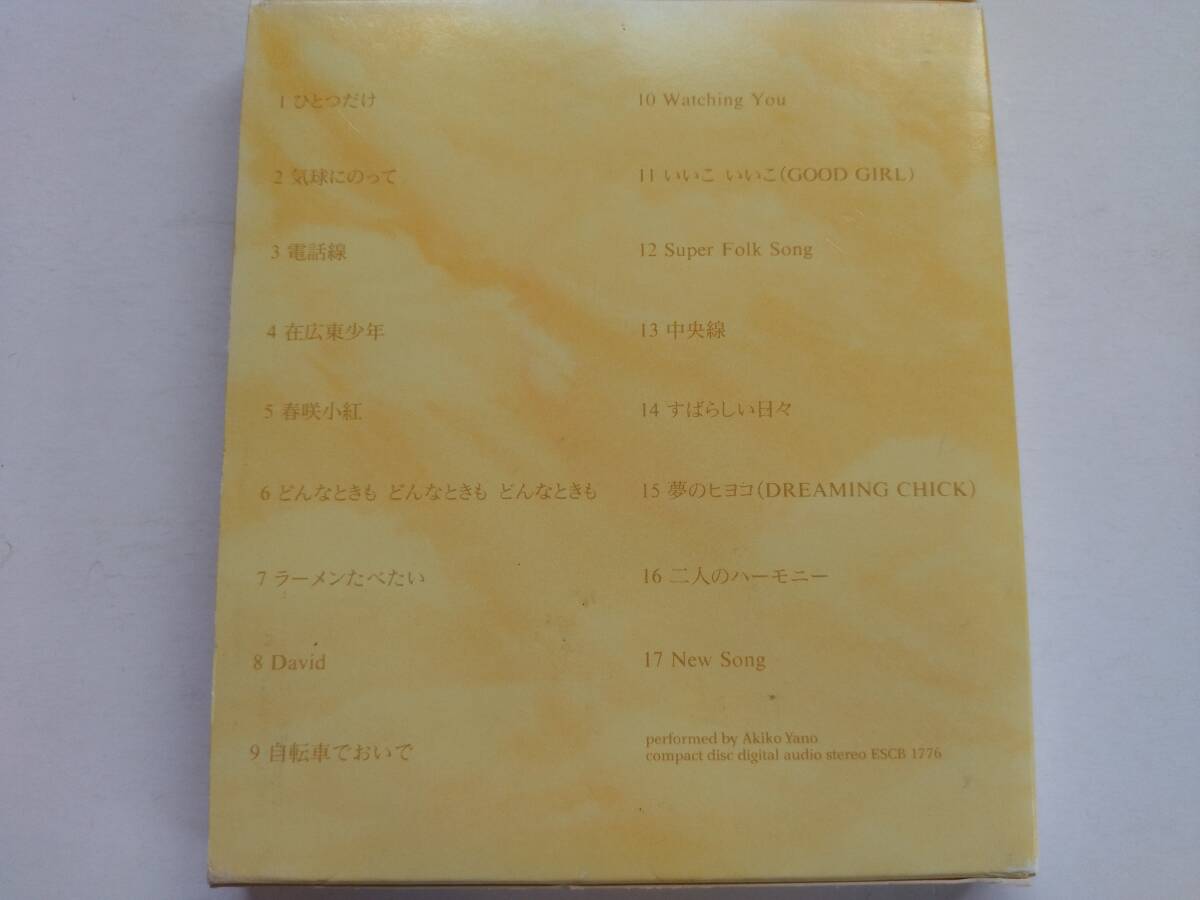 1 ひとつだけ
2 気球にのって
3 電話線
4 在広東少年
5 春咲小紅
6 どんなときも どんなときも どんなときも
7 ラーメンたべたい
8 David
9 自転車でおいで
10 Watching You
11 いいこ いいこ(GOOD GIRL)
12 Super Folk Song
13 中央線
14 すばらしい日々
15 夢のヒヨコ(DREAMING CHICK)
16 二人のハーモニー
17 New Song
performed by Akiko Yano
compact disc digital audio stereo ESCB 1776